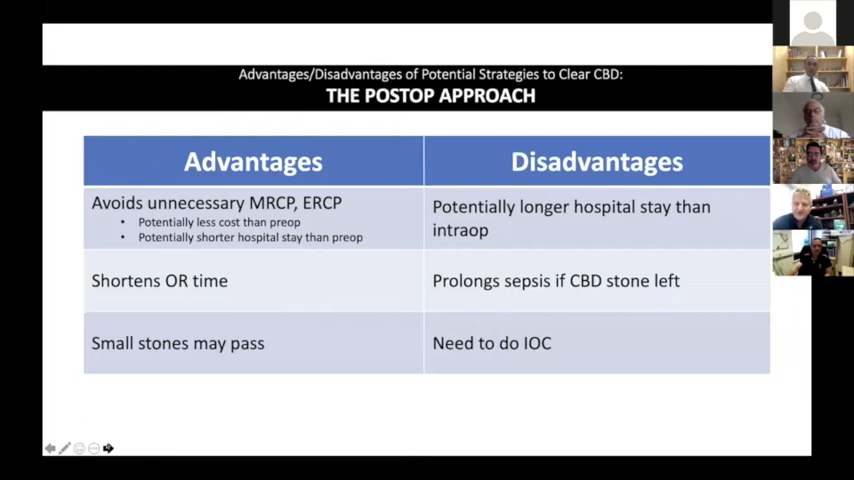 Advantages/Disadvantages of Potential Strategies to Clear CBD:
THE POSTOP APPROACH
Advantages
Disadvantages
Avoids unnecessary MRCP, ERCP
• Potentially less cost than preop
• Potentially shorter hospital stay than preop
Potentially longer hospital stay than
intraop
Shortens OR time
Prolongs sepsis if CBD stone left
Small stones may pass
Need to do IOC